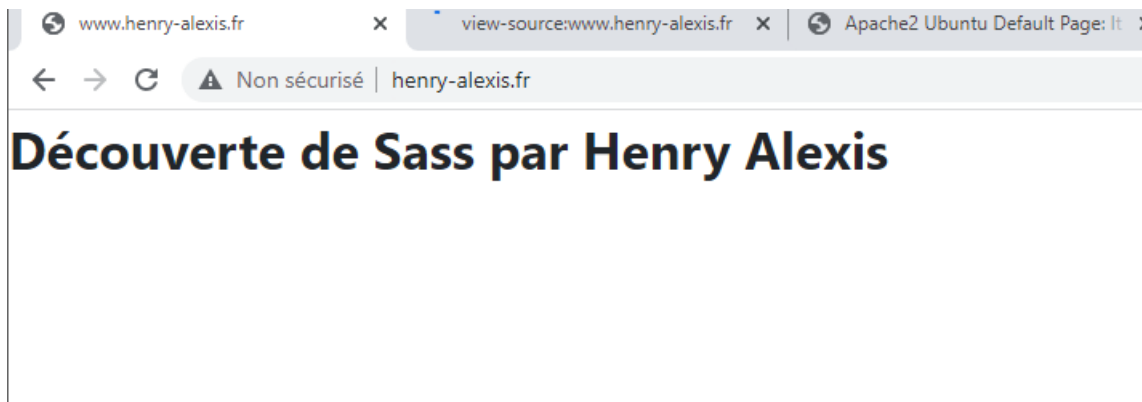 www.henry-alexis.fr view-source:www.henry-alexis.fr Apache2 Ubuntu Default Page: It
Non sécurisé henry-alexis.fr
Découverte de Sass par Henry Alexis